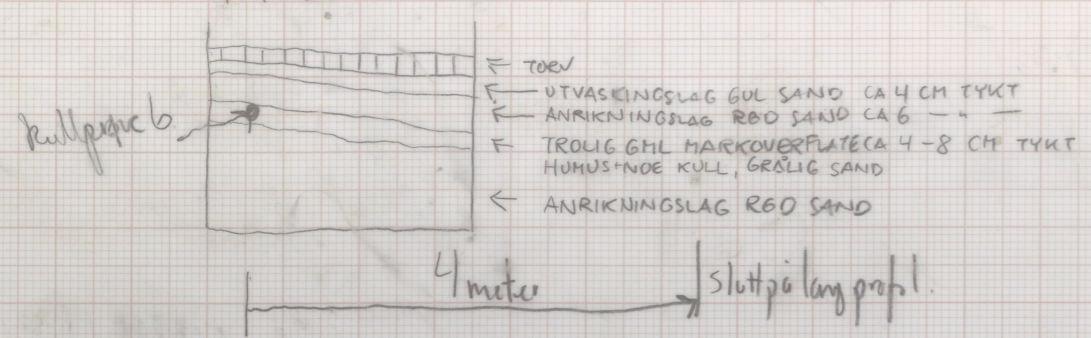 TORV
UTVASKINGSLAG GUL SAND CA 4 CM TYKT
ANRIKNINGSLAG RØD SAND CA 6 — " —
Kullprøve 6.
TROLIG GML MARKOVERFLATE CA 4-8 CM TYKT
HUMUS+NOE KULL, GRÅLIG SAND
ANRIKNINGSLAG RØD SAND
4 meter
Slutt på lang profil.